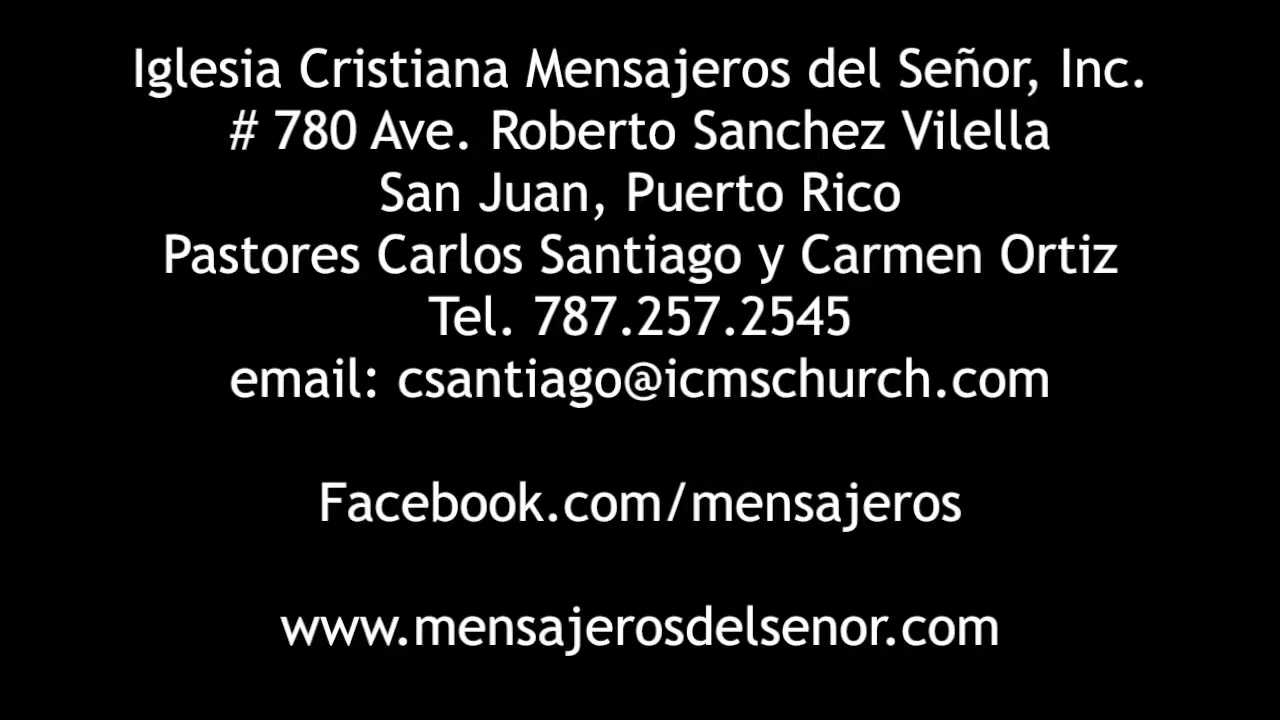 Iglesia Cristiana Mensajeros del Señor, Inc.
# 780 Ave. Roberto Sanchez Vilella
San Juan, Puerto Rico
Pastores Carlos Santiago y Carmen Ortiz
Tel. 787.257.2545
email: csantiago@icmschurch.com
Facebook.com/mensajeros
www.mensajerosdelsenor.com